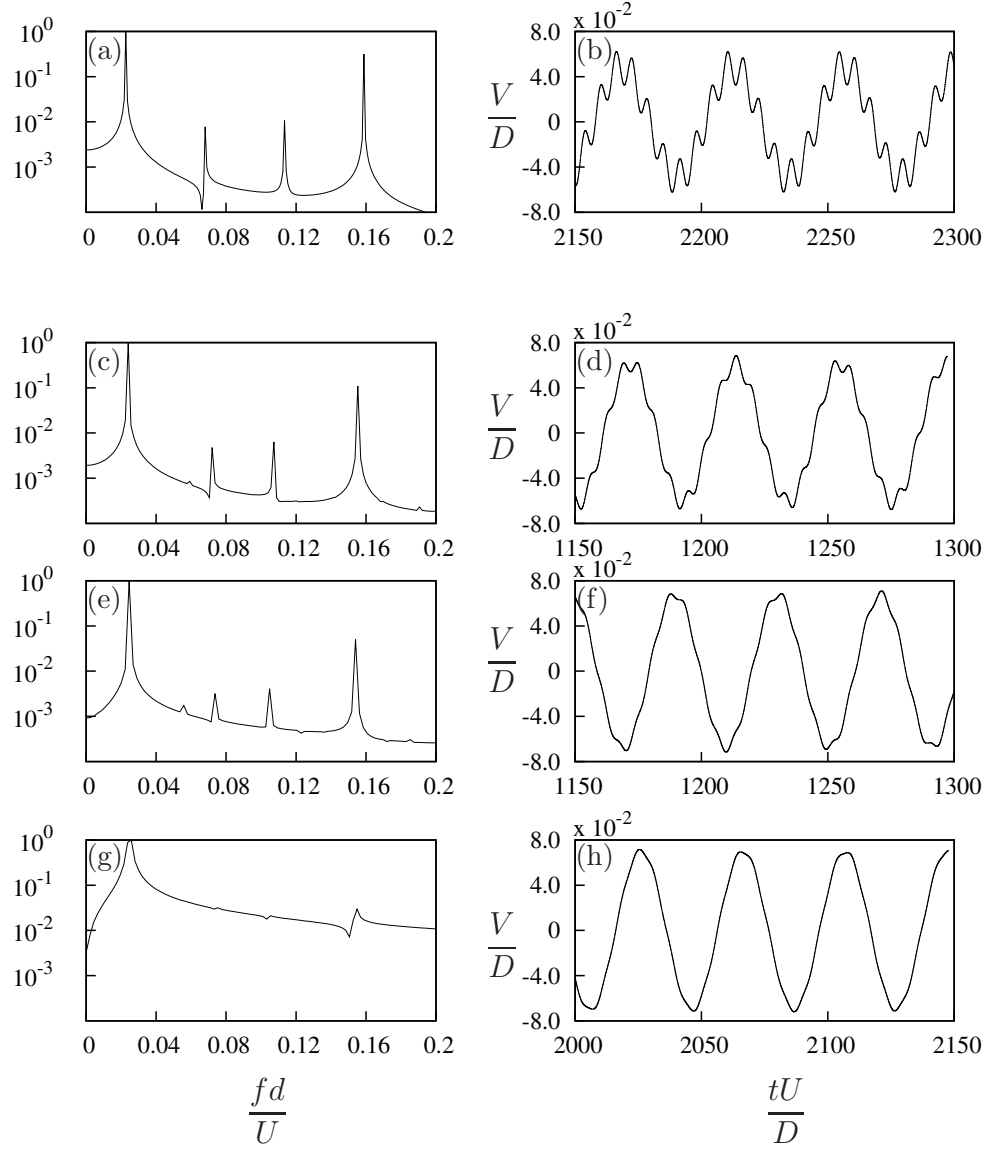 x 10^-2
10^0 (a) 8.0 (b)
10^-1 4.0
10^-2 V/D 0
10^-3 -4.0
-8.0
0 0.04 0.08 0.12 0.16 0.2 2150 2200 2250 2300
x 10^-2
10^0 (c) 8.0 (d)
10^-1 4.0
10^-2 V/D 0
10^-3 -4.0
-8.0
0 0.04 0.08 0.12 0.16 0.2 1150 1200 1250 1300
x 10^-2
10^0 (e) 8.0 (f)
10^-1 4.0
10^-2 V/D 0
10^-3 -4.0
-8.0
0 0.04 0.08 0.12 0.16 0.2 1150 1200 1250 1300
x 10^-2
10^0 (g) 8.0 (h)
10^-1 4.0
10^-2 V/D 0
10^-3 -4.0
-8.0
0 0.04 0.08 0.12 0.16 0.2 2000 2050 2100 2150
fd/U tU/D